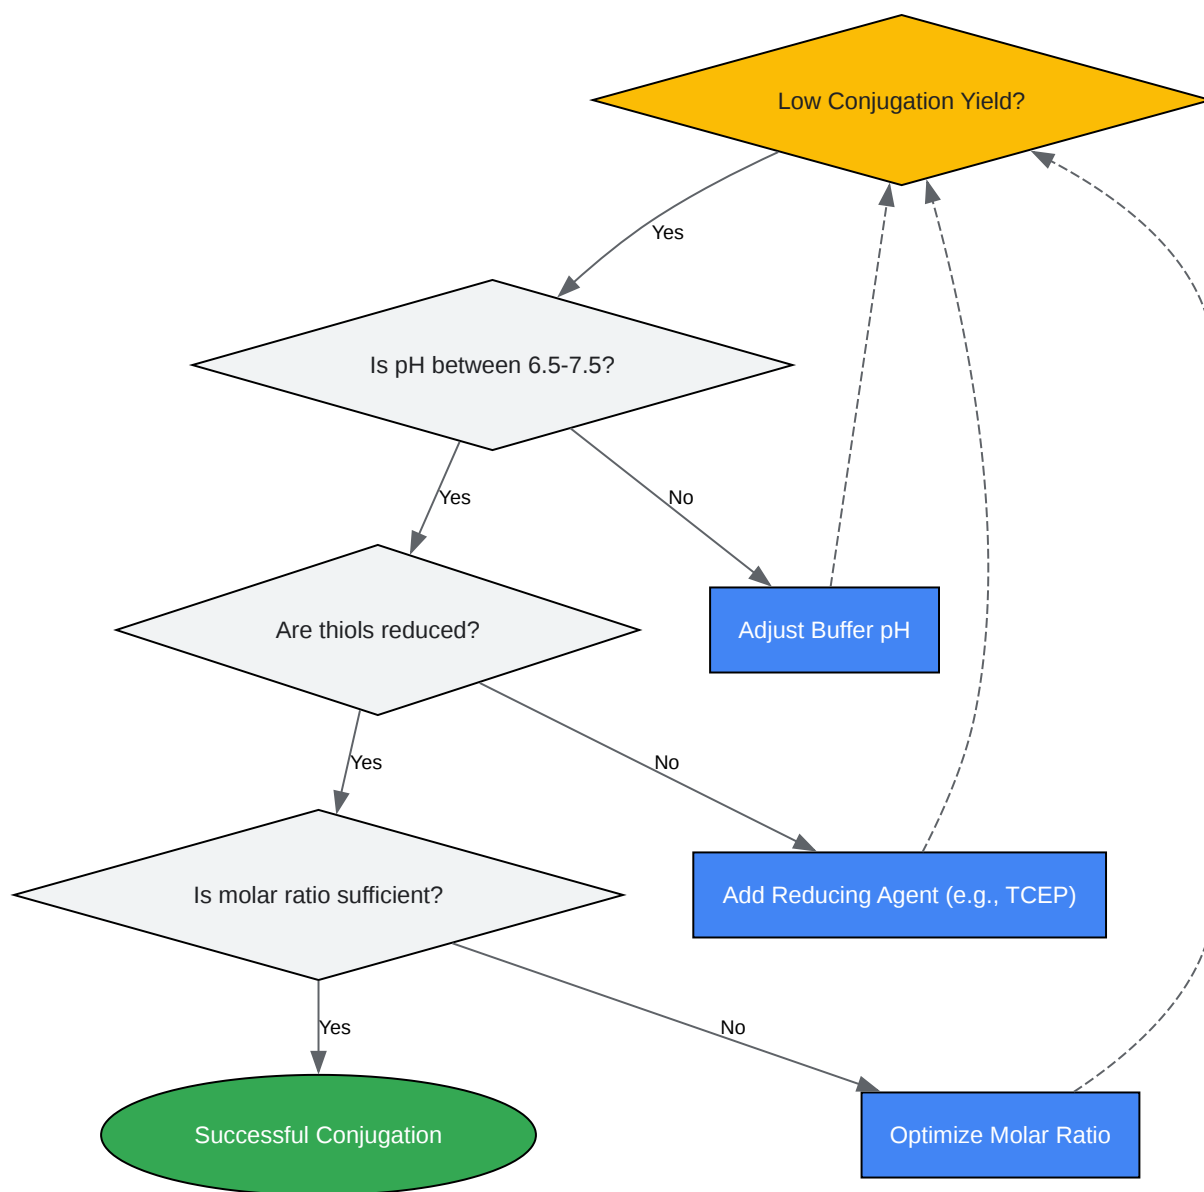 Low Conjugation Yield?
Yes
Is pH between 6.5-7.5?
Yes
No
Are thiols reduced?
Adjust Buffer pH
Yes
No
Is molar ratio sufficient?
Add Reducing Agent (e.g., TCEP)
Yes
No
Successful Conjugation
Optimize Molar Ratio